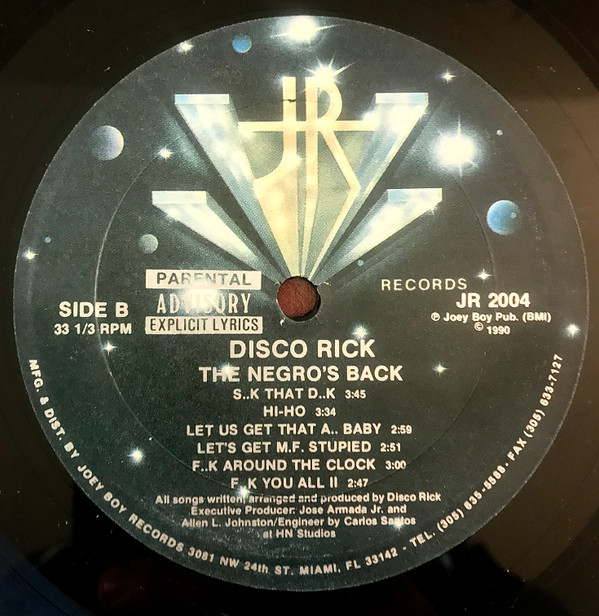 JR
RECORDS
PARENTAL
ADVISORY
EXPLICIT LYRICS
SIDE B
33 1/3 RPM
JR 2004
℗ Joey Boy Pub. (BMI)
© 1990
DISCO RICK
THE NEGRO'S BACK
S..K THAT D..K 3:45
HI-HO 3:34
LET US GET THAT A.. BABY 2:59
LET'S GET M.F. STUPIED 2:51
F..K AROUND THE CLOCK 3:00
F..K YOU ALL II 2:47
All songs written, arranged and produced by Disco Rick
Executive Producer: Jose Armada Jr. and
Allen L. Johnston/Engineer by Carlos Santos
at HN Studios
MFG. & DIST. BY JOEY BOY RECORDS 3081 NW 24th ST. MIAMI, FL 33142 - TEL. (305) 635-5588 - FAX (305) 633-7127